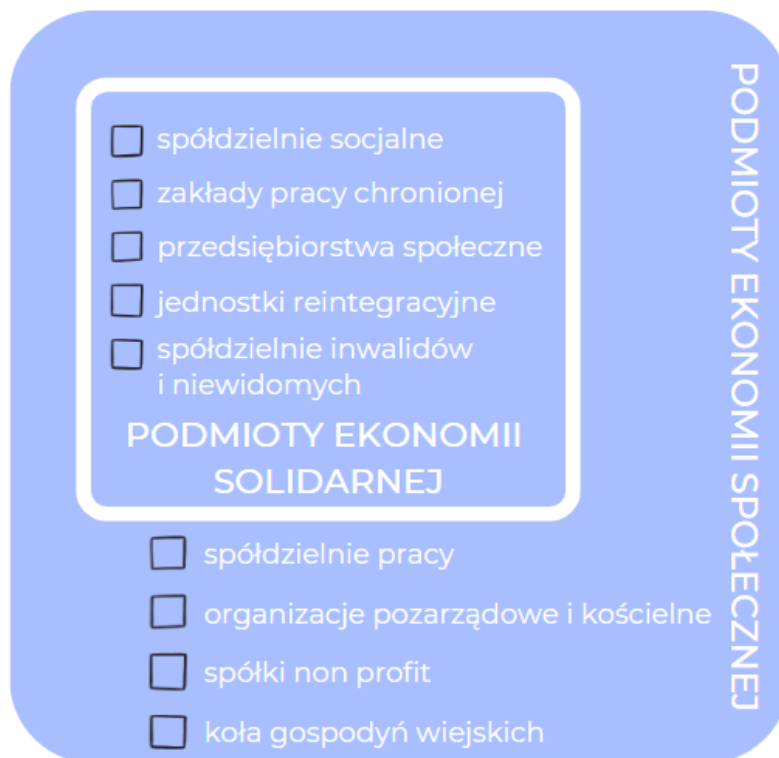 spółdzielnie socjalne
zakłady pracy chronionej
przedsiębiorstwa społeczne
jednostki reintegracyjne
spółdzielnie inwalidów
i niewidomych
PODMIOTY EKONOMII
SOLIDARNEJ
spółdzielnie pracy
organizacje pozarządowe i kościelne
spółki non profit
koła gospodyń wiejskich
PODMIOTY EKONOMII SPOŁECZNEJ